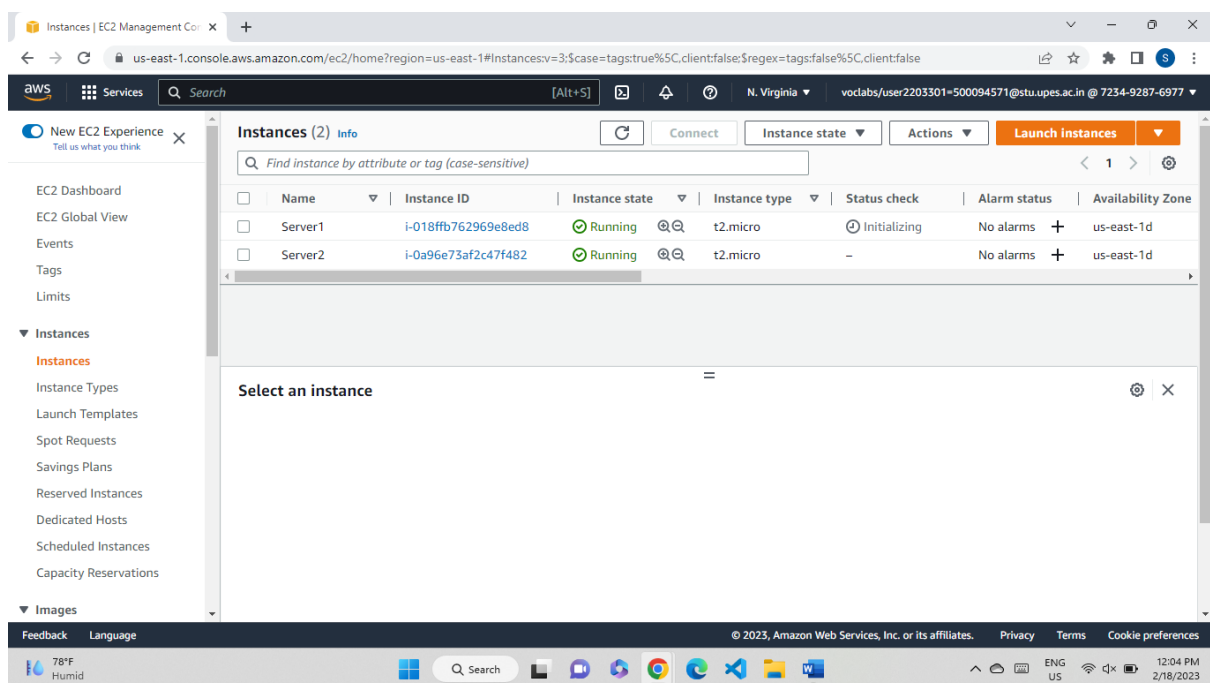 Instances | EC2 Management Con
us-east-1.console.aws.amazon.com/ec2/home?region=us-east-1#Instances:v=3;$case=tags:true%5C,client:false;$regex=tags:false%5C,client:false
S
aws Services Search [Alt+S] N. Virginia ▼ voclabs/user2203301=500094571@stu.upes.ac.in @ 7234-9287-6977 ▼
New EC2 Experience
Tell us what you think
EC2 Dashboard
EC2 Global View
Events
Tags
Limits
Instances
Instances
Instance Types
Launch Templates
Spot Requests
Savings Plans
Reserved Instances
Dedicated Hosts
Scheduled Instances
Capacity Reservations
Images
Instances (2) Info Connect Instance state ▼ Actions ▼ Launch instances ▼
Find instance by attribute or tag (case-sensitive) < 1 >
Name Instance ID Instance state Instance type Status check Alarm status Availability Zone
Server1 i-018ffb762969e8ed8 Running t2.micro Initializing No alarms + us-east-1d
Server2 i-0a96e73af2c47f482 Running t2.micro – No alarms + us-east-1d
Select an instance
Feedback Language © 2023, Amazon Web Services, Inc. or its affiliates. Privacy Terms Cookie preferences
78°F
Humid
Search
W
ENG
US
12:04 PM
2/18/2023